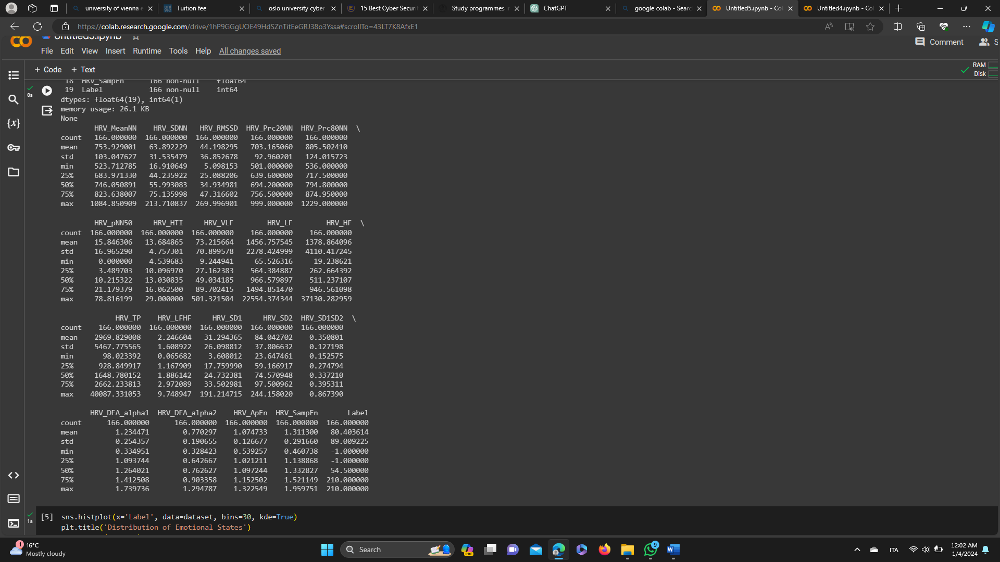 university of vienna e
Tuition fee
oslo university cyber
15 Best Cyber Securit
Study programmes i
ChatGPT
google colab - Searc
Untitled5.ipynb - Col
Untitled4.ipynb - Col
https://colab.research.google.com/drive/1hP9GGgUOE49HdSZnTitEeGRJ38o3Yssa#scrollTo=43LT7K8AfxE1
Untitled5.ipynb
File Edit View Insert Runtime Tools Help All changes saved
Comment S
+ Code + Text
RAM
Disk
0s
18 HRV_SampEn 166 non-null float64
19 Label 166 non-null int64
dtypes: float64(19), int64(1)
memory usage: 26.1 KB
None
HRV_MeanNN HRV_SDNN HRV_RMSSD HRV_Prc20NN HRV_Prc80NN \
count 166.000000 166.000000 166.000000 166.000000 166.000000
mean 753.929001 63.892229 44.198295 703.165060 805.502410
std 103.047627 31.535479 36.852678 92.960201 124.015723
min 523.712785 16.910649 5.098153 501.000000 536.000000
25% 683.971330 44.235922 25.088206 639.600000 717.500000
50% 746.050891 55.993083 34.934981 694.200000 794.800000
75% 823.638007 75.135998 47.316602 756.500000 874.950000
max 1084.850909 213.710837 269.996901 999.000000 1229.000000
HRV_pNN50 HRV_HTI HRV_VLF HRV_LF HRV_HF \
count 166.000000 166.000000 166.000000 166.000000 166.000000
mean 15.846306 13.684865 73.215664 1456.757545 1378.864096
std 16.965290 4.757301 70.899578 2278.424999 4110.417245
min 0.000000 4.539683 9.244941 65.526316 19.238621
25% 3.489703 10.096970 27.162383 564.384887 262.664392
50% 10.215322 13.030835 49.034185 966.579897 511.237107
75% 21.179379 16.062500 89.702415 1494.851470 946.561098
max 78.816199 29.000000 501.321504 22554.374344 37130.282959
HRV_TP HRV_LFHF HRV_SD1 HRV_SD2 HRV_SD1SD2 \
count 166.000000 166.000000 166.000000 166.000000 166.000000
mean 2969.829008 2.246604 31.294365 84.042702 0.350801
std 5467.775565 1.608922 26.098812 37.806632 0.127198
min 98.023392 0.065682 3.608012 23.647461 0.152575
25% 928.849917 1.167909 17.759990 59.166917 0.274794
50% 1648.780152 1.886142 24.732381 74.570948 0.337210
75% 2662.233813 2.972089 33.502981 97.500962 0.395311
max 40087.331053 9.748947 191.214715 244.158020 0.867390
HRV_DFA_alpha1 HRV_DFA_alpha2 HRV_ApEn HRV_SampEn Label
count 166.000000 166.000000 166.000000 166.000000 166.000000
mean 1.234471 0.770297 1.074733 1.311300 80.403614
std 0.254357 0.190655 0.126677 0.291660 89.009225
min 0.334951 0.328423 0.539257 0.460738 -1.000000
25% 1.093744 0.642667 1.021211 1.138868 -1.000000
50% 1.264021 0.762627 1.097244 1.332827 54.500000
75% 1.412508 0.903358 1.152502 1.521149 210.000000
max 1.739736 1.294787 1.322549 1.959751 210.000000
1s
[5] sns.histplot(x='Label', data=dataset, bins=30, kde=True)
plt.title('Distribution of Emotional States')
1
16°C
Mostly cloudy
Search
PRE
9
ITA
12:02 AM
1/4/2024